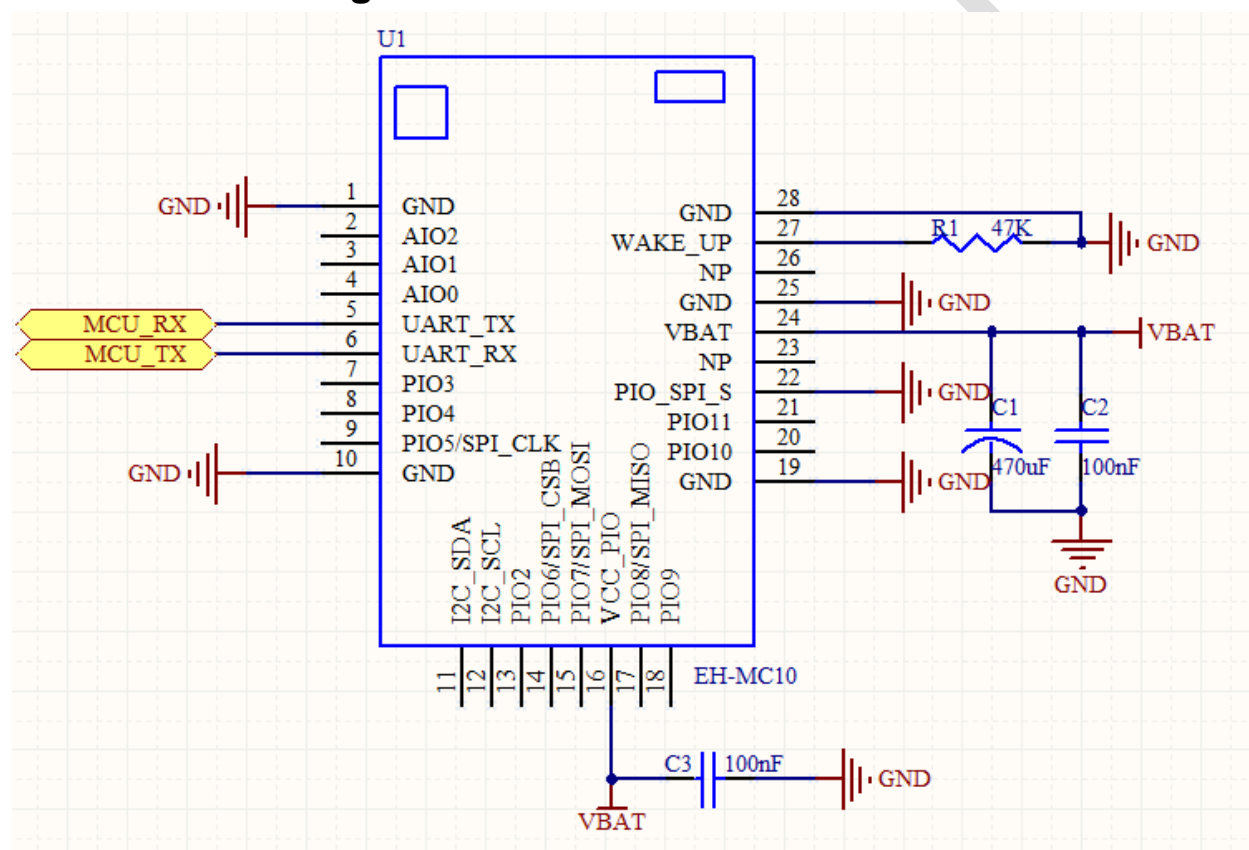 U1
1
GND
GND
2
AIO2
3
AIO1
4
AIO0
MCU_RX
5
UART_TX
MCU_TX
6
UART_RX
7
PIO3
8
PIO4
9
PIO5/SPI_CLK
GND
10
GND
GND
28
WAKE_UP
27
R1
47K
GND
NP
26
GND
25
GND
VBAT
24
VBAT
NP
23
PIO_SPI_S
22
GND
PIO11
21
PIO10
20
GND
19
GND
C1
470uF
C2
100nF
GND
I2C_SDA
I2C_SCL
PIO2
PIO6/SPI_CSB
PIO7/SPI_MOSI
VCC_PIO
PIO8/SPI_MISO
PIO9
11
12
13
14
15
16
17
18
EH-MC10
C3
100nF
GND
VBAT